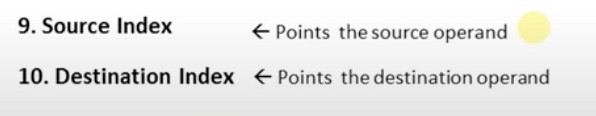 9. Source Index ← Points the source operand
10. Destination Index ← Points the destination operand